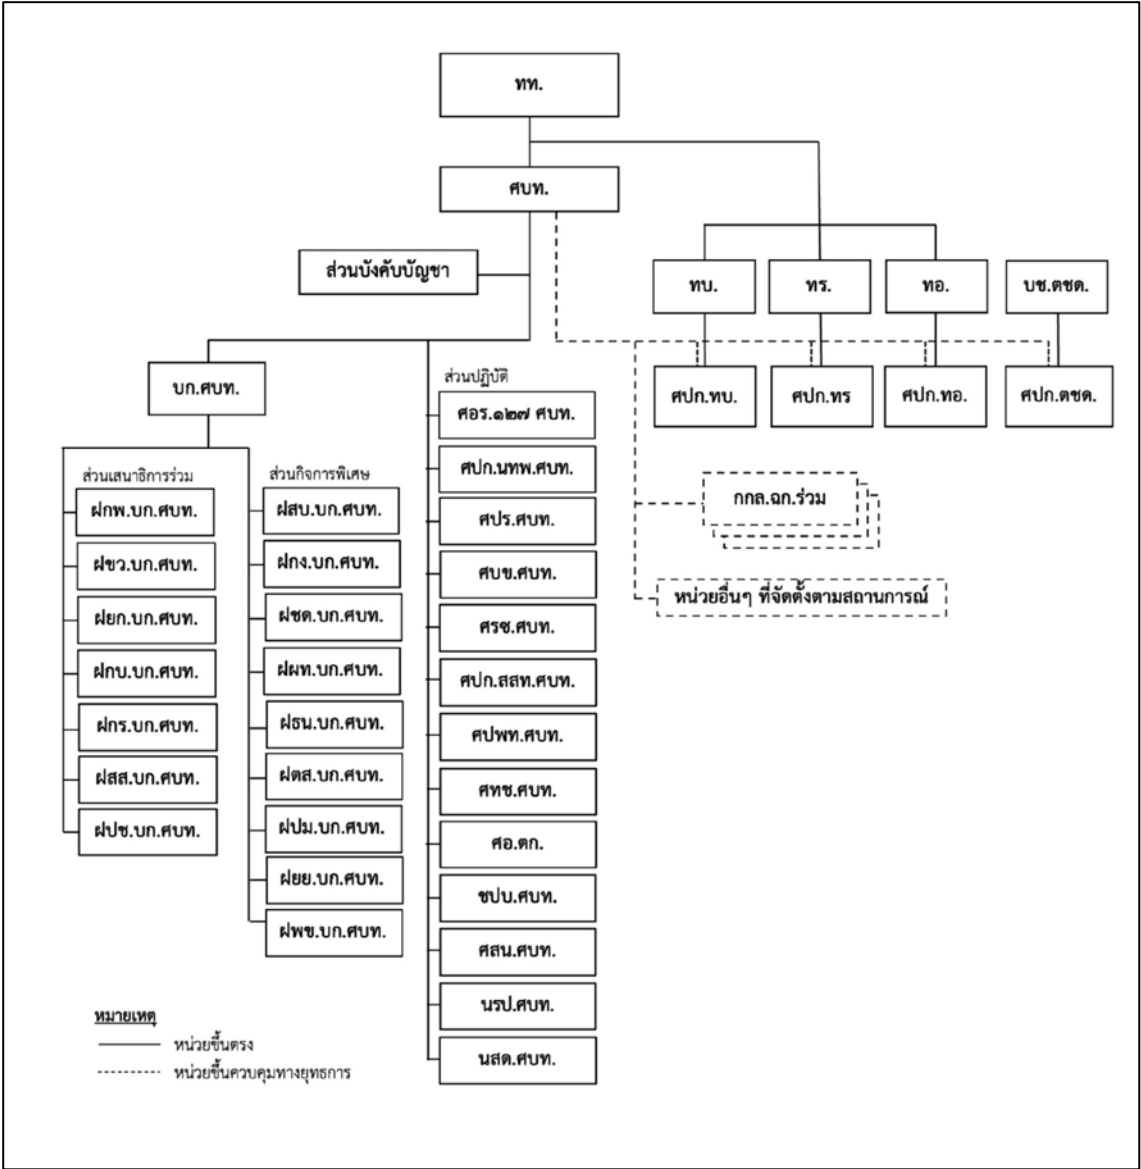 ทท.
ศบท.
ส่วนบังคับบัญชา
ทบ.
ทร.
ทอ.
บช.ตชด.
ศปก.ทบ.
ศปก.ทร
ศปก.ทอ.
ศปก.ตชด.
กกล.ฉก.ร่วม
หน่วยอื่นๆ ที่จัดตั้งตามสถานการณ์
บก.ศบท.
ส่วนเสนาธิการร่วม
ฝกพ.บก.ศบท.
ฝขว.บก.ศบท.
ฝยก.บก.ศบท.
ฝกบ.บก.ศบท.
ฝกร.บก.ศบท.
ฝสส.บก.ศบท.
ฝปช.บก.ศบท.
ส่วนกิจการพิเศษ
ฝสบ.บก.ศบท.
ฝกง.บก.ศบท.
ฝชด.บก.ศบท.
ฝผท.บก.ศบท.
ฝธน.บก.ศบท.
ฝตส.บก.ศบท.
ฝปม.บก.ศบท.
ฝยย.บก.ศบท.
ฝพข.บก.ศบท.
ส่วนปฏิบัติ
ศอร.๑๒๗ ศบท.
ศปก.นทพ.ศบท.
ศปร.ศบท.
ศบข.ศบท.
ศรซ.ศบท.
ศปก.สสท.ศบท.
ศปพท.ศบท.
ศทช.ศบท.
ศอ.ตก.
ชปบ.ศบท.
ศสน.ศบท.
นรป.ศบท.
นสด.ศบท.
หมายเหตุ
หน่วยขึ้นตรง
หน่วยขึ้นควบคุมทางยุทธการ